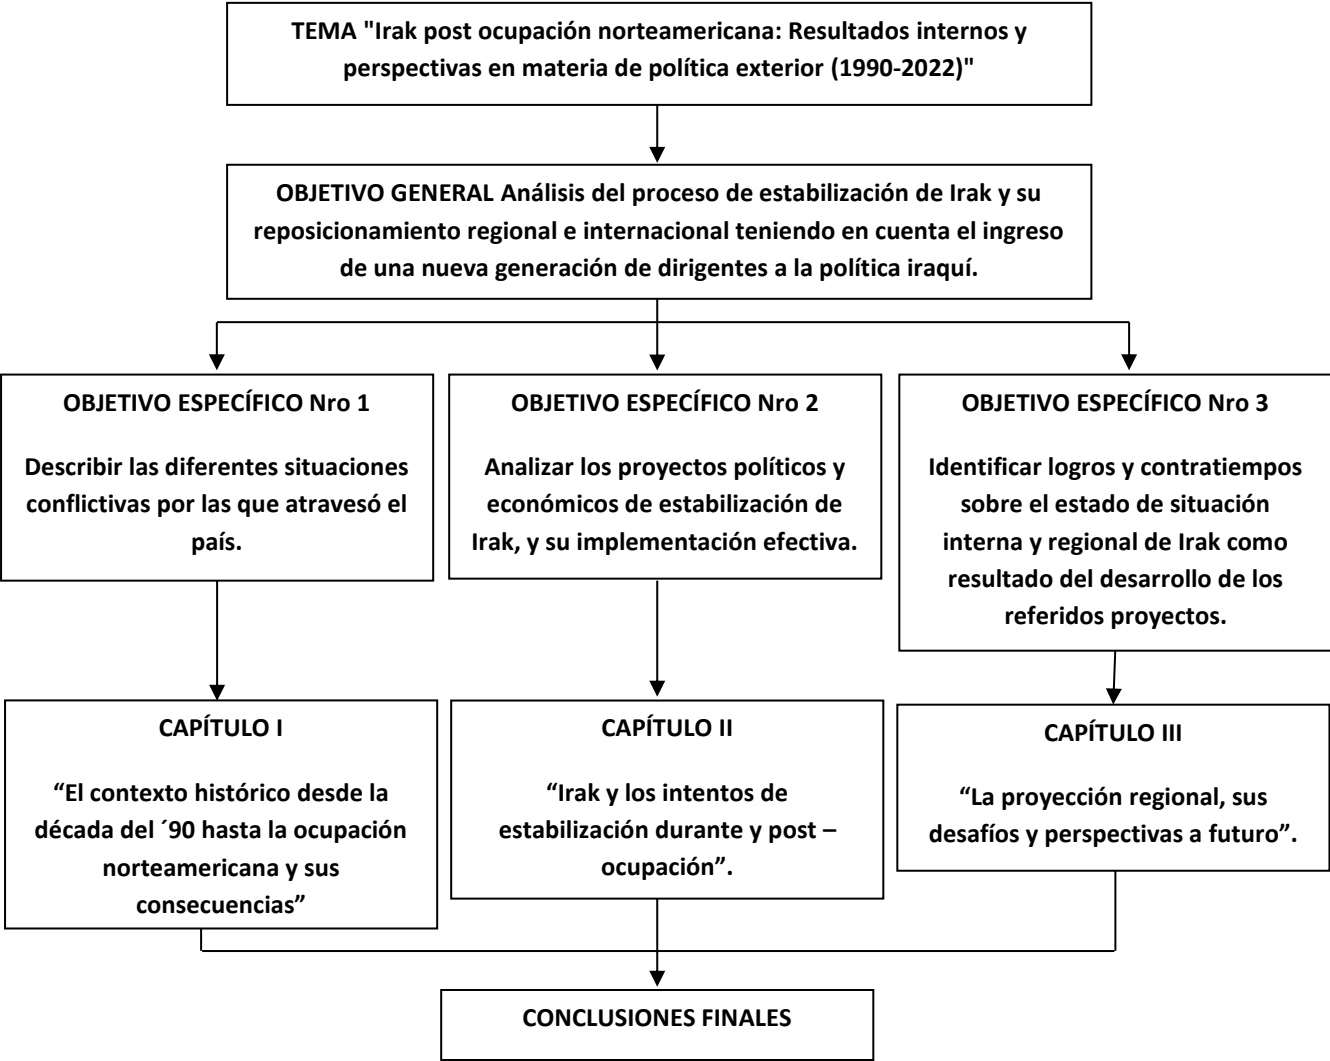 TEMA "Irak post ocupación norteamericana: Resultados internos y
perspectivas en materia de política exterior (1990-2022)"
OBJETIVO GENERAL Análisis del proceso de estabilización de Irak y su
reposicionamiento regional e internacional teniendo en cuenta el ingreso
de una nueva generación de dirigentes a la política iraquí.
OBJETIVO ESPECÍFICO Nro 1
Describir las diferentes situaciones
conflictivas por las que atravesó el
país.
OBJETIVO ESPECÍFICO Nro 2
Analizar los proyectos políticos y
económicos de estabilización de
Irak, y su implementación efectiva.
OBJETIVO ESPECÍFICO Nro 3
Identificar logros y contratiempos
sobre el estado de situación
interna y regional de Irak como
resultado del desarrollo de los
referidos proyectos.
CAPÍTULO I
“El contexto histórico desde la
década del ´90 hasta la ocupación
norteamericana y sus
consecuencias”
CAPÍTULO II
“Irak y los intentos de
estabilización durante y post –
ocupación”.
CAPÍTULO III
“La proyección regional, sus
desafíos y perspectivas a futuro”.
CONCLUSIONES FINALES